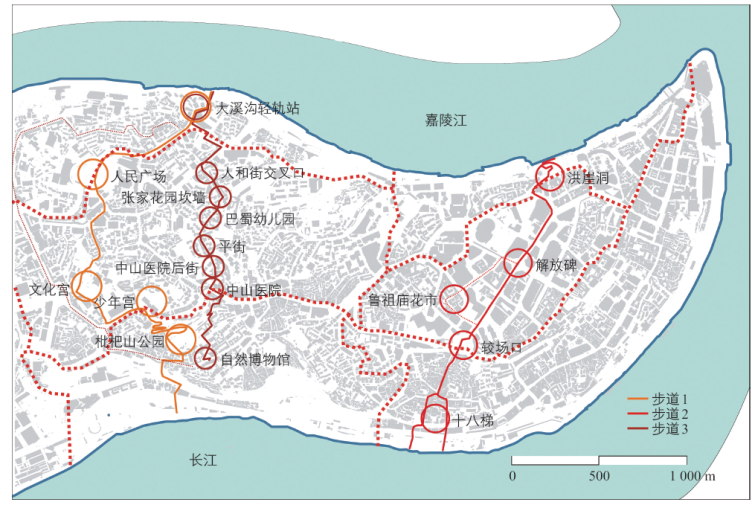 大溪沟轻轨站
嘉陵江
人民广场
人和街交叉口
洪崖洞
张家花园坎墙
巴蜀幼儿园
平街
解放碑
中山医院后街
文化宫
少年宫
中山医院
鲁祖庙花市
枇杷山公园
较场口
自然博物馆
步道1
十八梯
步道2
步道3
长江
0 500 1 000 m